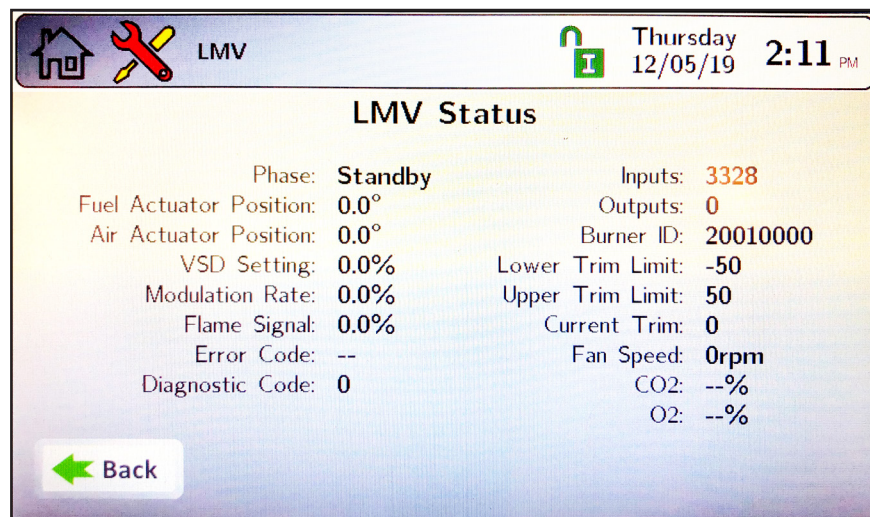 LMV
Thursday
12/05/19
2:11 PM
LMV Status
Phase: Standby
Fuel Actuator Position: 0.0°
Air Actuator Position: 0.0°
VSD Setting: 0.0%
Modulation Rate: 0.0%
Flame Signal: 0.0%
Error Code: --
Diagnostic Code: 0
Inputs: 3328
Outputs: 0
Burner ID: 20010000
Lower Trim Limit: -50
Upper Trim Limit: 50
Current Trim: 0
Fan Speed: 0rpm
CO2: --%
O2: --%
Back